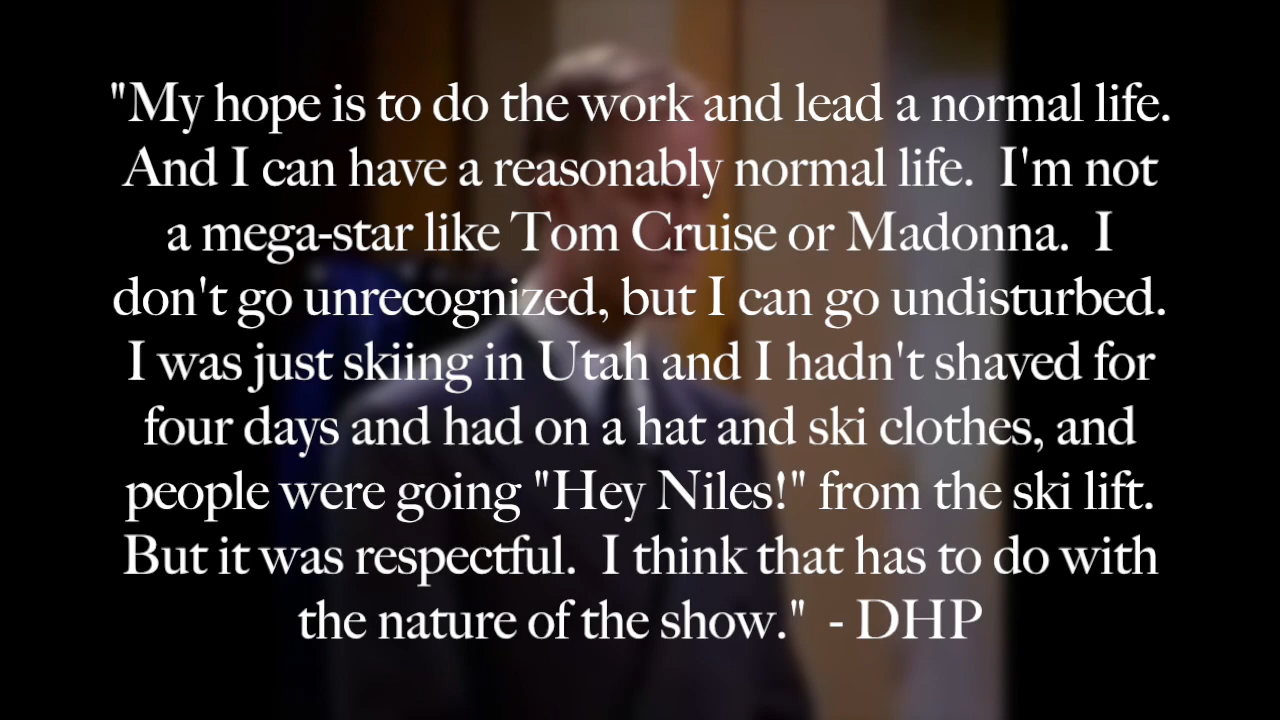 "My hope is to do the work and lead a normal life.
And I can have a reasonably normal life.  I'm not
a mega-star like Tom Cruise or Madonna.  I
don't go unrecognized, but I can go undisturbed.
I was just skiing in Utah and I hadn't shaved for
four days and had on a hat and ski clothes, and
people were going "Hey Niles!" from the ski lift.
But it was respectful.  I think that has to do with
the nature of the show."  - DHP